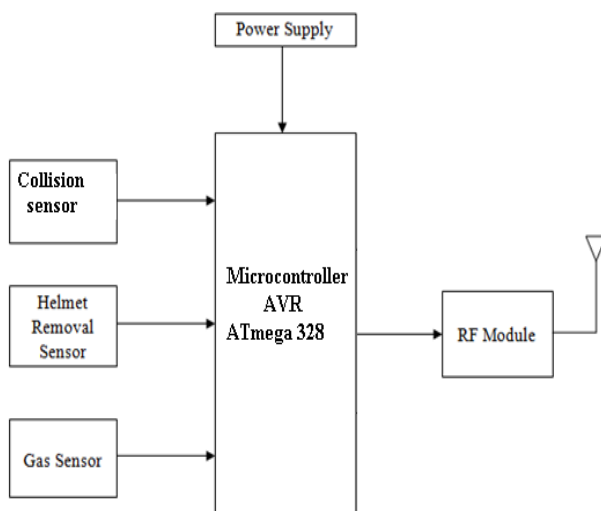 Power Supply
Collision
sensor
Helmet
Removal
Sensor
Gas Sensor
Microcontroller
AVR
ATmega 328
RF Module